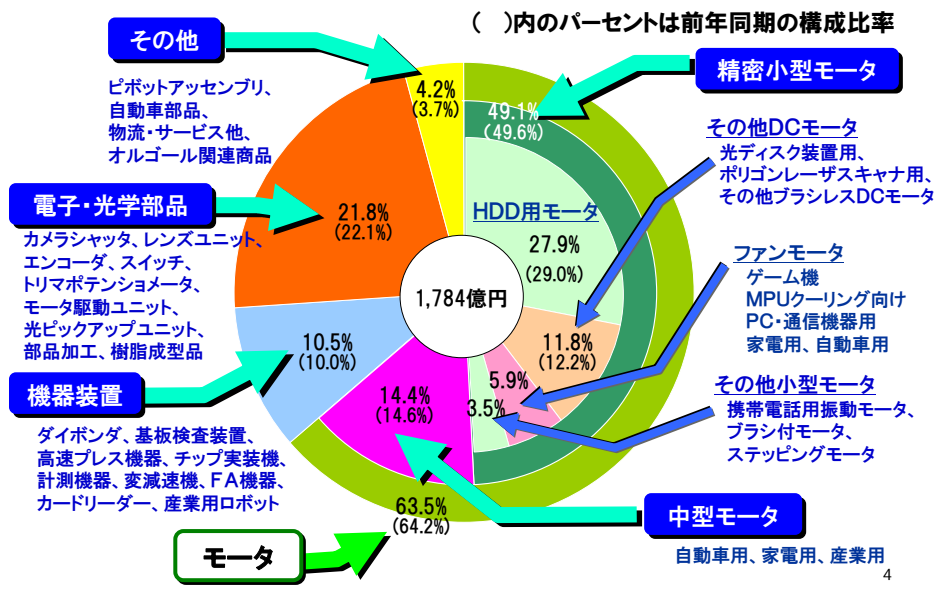 (　)内のパーセントは前年同期の構成比率
その他
ピボットアッセンブリ、
自動車部品、
物流・サービス他、
オルゴール関連商品
4.2%
(3.7%)
精密小型モータ
49.1%
(49.6%)
その他DCモータ
光ディスク装置用、
ポリゴンレーザスキャナ用、
その他ブラシレスDCモータ
電子・光学部品
カメラシャッタ、レンズユニット、
エンコーダ、スイッチ、
トリマポテンショメータ、
モータ駆動ユニット、
光ピックアップユニット、
部品加工、樹脂成型品
21.8%
(22.1%)
HDD用モータ
27.9%
(29.0%)
ファンモータ
ゲーム機
MPUクーリング向け
PC・通信機器用
家電用、自動車用
1,784億円
11.8%
(12.2%)
10.5%
(10.0%)
5.9%
3.5%
14.4%
(14.6%)
機器装置
ダイボンダ、基板検査装置、
高速プレス機器、チップ実装機、
計測機器、変減速機、FA機器、
カードリーダー、産業用ロボット
その他小型モータ
携帯電話用振動モータ、
ブラシ付モータ、
ステッピングモータ
63.5%
(64.2%)
モータ
中型モータ
自動車用、家電用、産業用
4